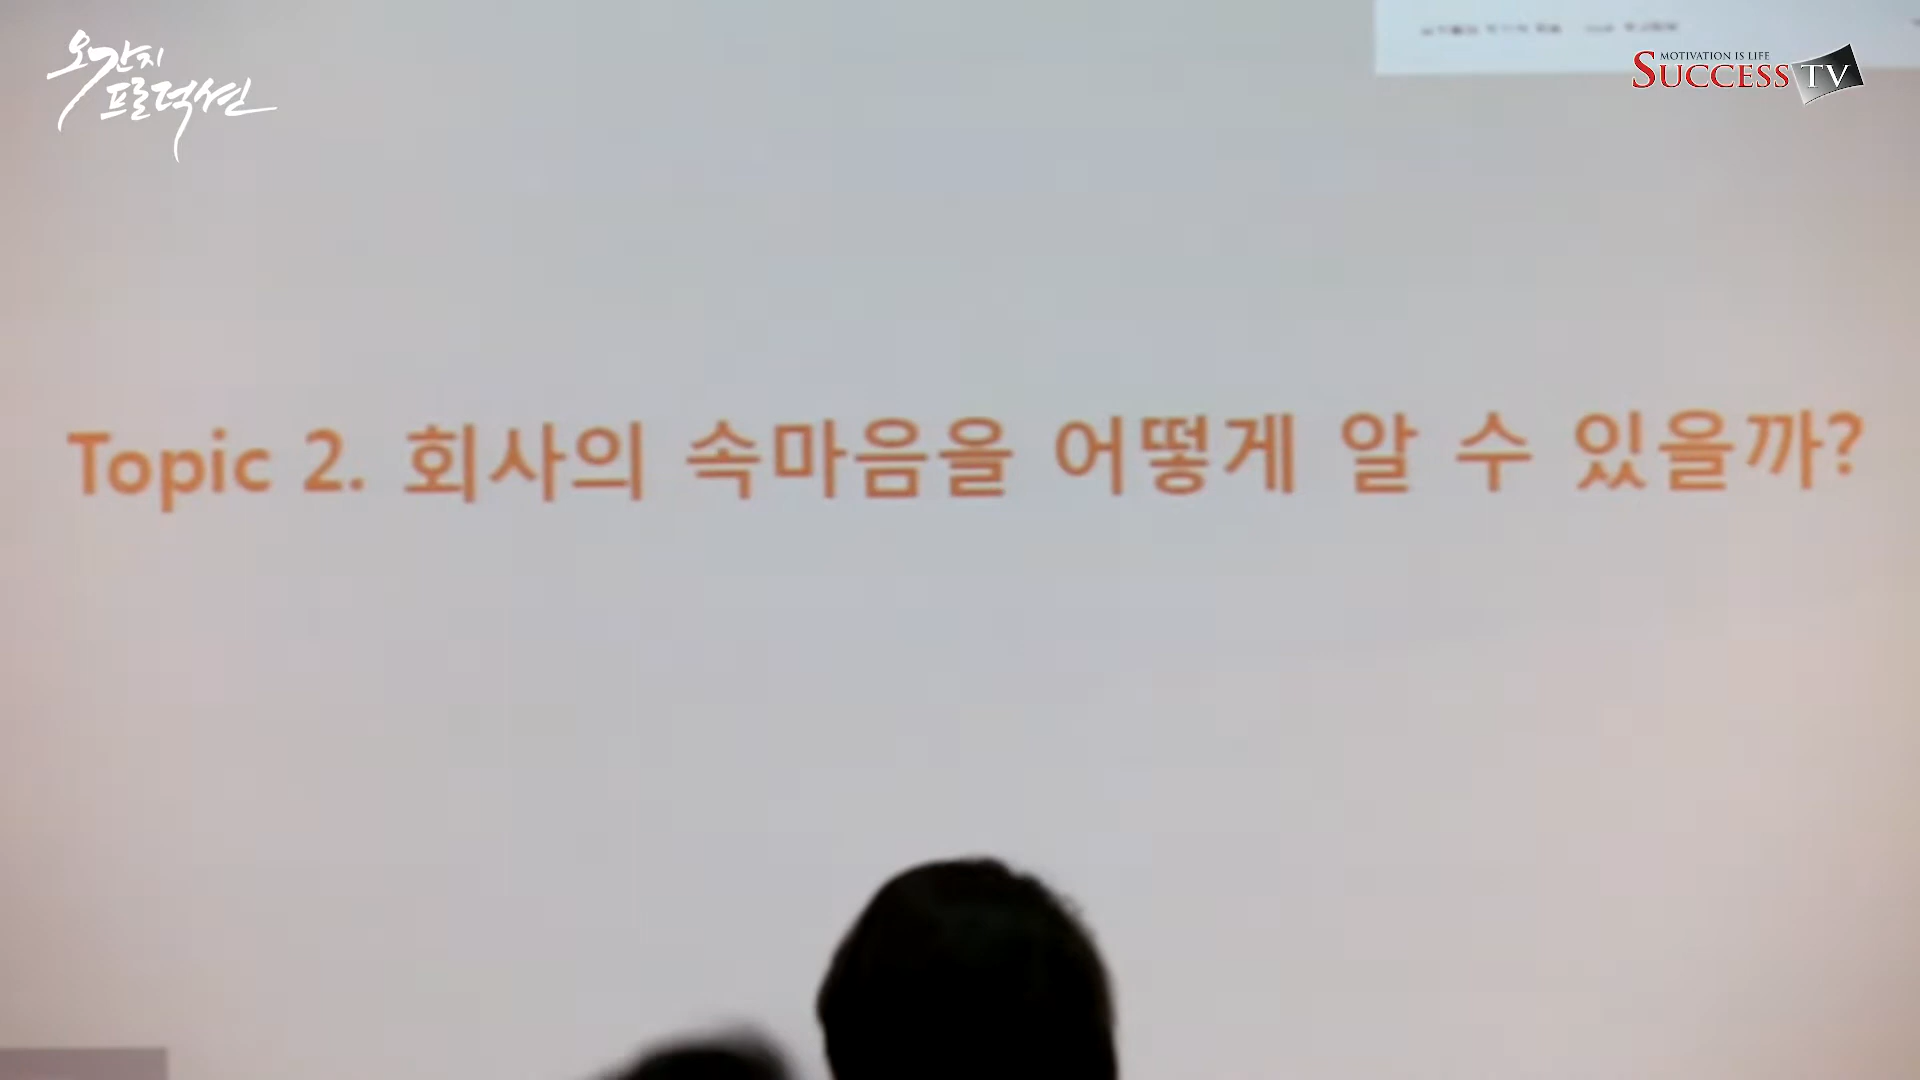 오간지
프로덕션
MOTIVATION IS LIFE
SUCCESS TV
Topic 2. 회사의 속마음을 어떻게 알 수 있을까?